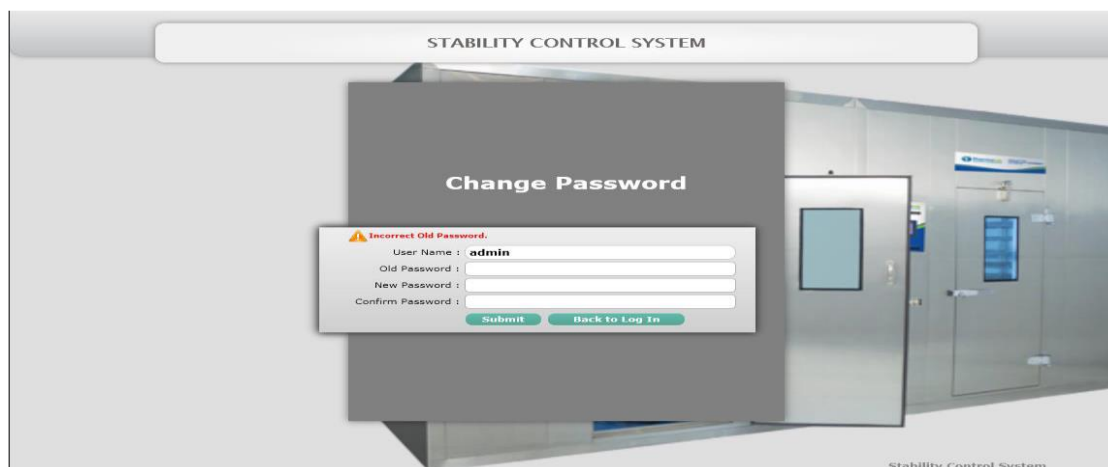 STABILITY CONTROL SYSTEM
Change Password
Incorrect Old Password.
User Name : admin
Old Password :
New Password :
Confirm Password :
Submit Back to Log In
Stability Control System